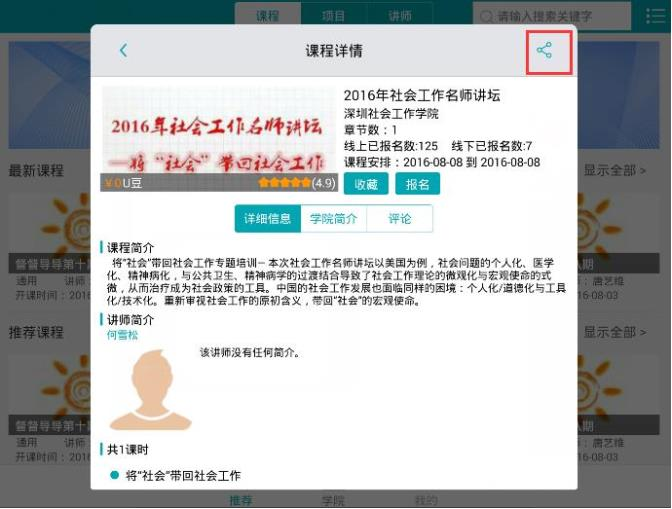 课程
项目
讲师
请输入搜索关键字
课程详情
2016年社会工作名师讲坛
—将“社会”带回社会工作
￥0U豆
(4.9)
2016年社会工作名师讲坛
深圳社会工作学院
章节数：1
线上已报名数:125 线下已报名数:7
课程安排：2016-08-08 到 2016-08-08
收藏
报名
详细信息
学院简介
评论
课程简介
将“社会”带回社会工作专题培训— 本次社会工作名师讲坛以美国为例，社会问题的个人化、医学
化、精神病化，与公共卫生、精神病学的过渡结合导致了社会工作理论的微观化与宏观使命的式
微，从而治疗成为社会政策的工具。中国的社会工作发展也面临同样的困境：个人化/道德化与工具
化/技术化。重新审视社会工作的原初含义，带回“社会”的宏观使命。
讲师简介
何雪松
该讲师没有任何简介。
共1课时
将“社会”带回社会工作
最新课程
显示全部 >
督督导导第十
通用 讲师：
开课时间：201
：唐艺维
16-08-03
推荐课程
显示全部 >
督督导导第十
八期
通用 讲师：
开课时间：201
：唐艺维
16-08-03
推荐
学院
我的